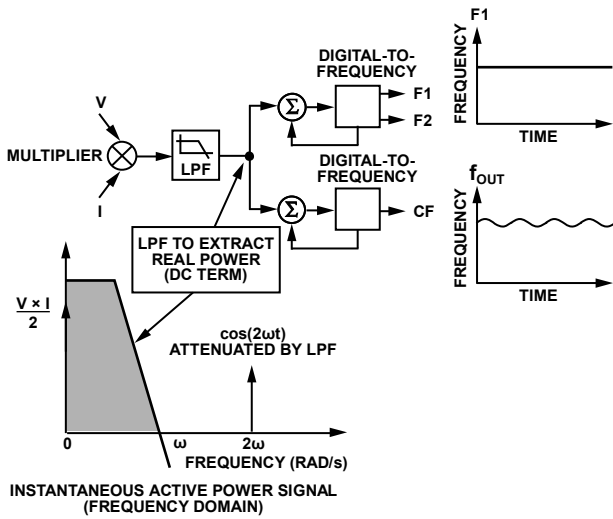 F1
DIGITAL-TO-
FREQUENCY
FREQUENCY
V
Σ
F1
F2
MULTIPLIER
LPF
TIME
I
DIGITAL-TO-
FREQUENCY
fOUT
Σ
CF
FREQUENCY
LPF TO EXTRACT
REAL POWER
(DC TERM)
TIME
V × I
2
cos(2ωt)
ATTENUATED BY LPF
0
ω
2ω
FREQUENCY (RAD/s)
INSTANTANEOUS ACTIVE POWER SIGNAL
(FREQUENCY DOMAIN)